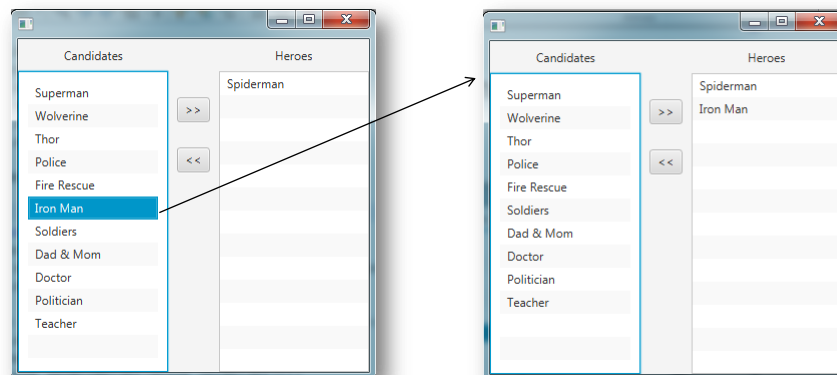 Candidates
Heroes
Superman
Wolverine
Thor
Police
Fire Rescue
Iron Man
Soldiers
Dad & Mom
Doctor
Politician
Teacher
>>
<<
Spiderman
Candidates
Heroes
Superman
Wolverine
Thor
Police
Fire Rescue
Soldiers
Dad & Mom
Doctor
Politician
Teacher
>>
<<
Spiderman
Iron Man